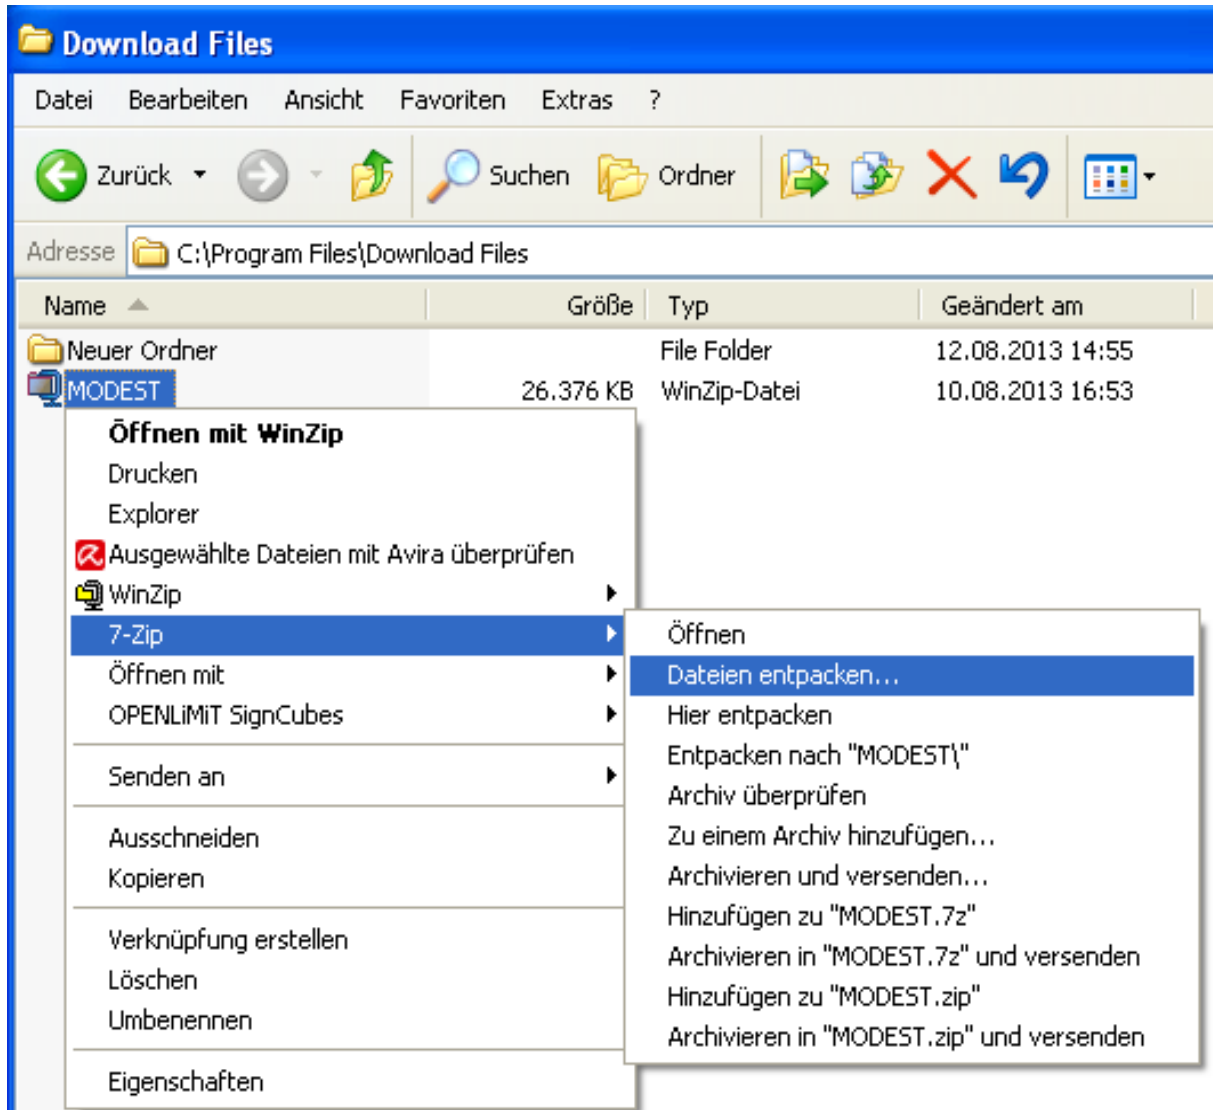 Download Files
Datei Bearbeiten Ansicht Favoriten Extras ?
Zurück Suchen Ordner
Adresse C:\Program Files\Download Files
Name Größe Typ Geändert am
Neuer Ordner File Folder 12.08.2013 14:55
MODEST 26.376 KB WinZip-Datei 10.08.2013 16:53
Öffnen mit WinZip
Drucken
Explorer
Ausgewählte Dateien mit Avira überprüfen
WinZip
7-Zip
Öffnen mit
OPENLiMiT SignCubes
Senden an
Ausschneiden
Kopieren
Verknüpfung erstellen
Löschen
Umbenennen
Eigenschaften
Öffnen
Dateien entpacken...
Hier entpacken
Entpacken nach "MODEST\"
Archiv überprüfen
Zu einem Archiv hinzufügen...
Archivieren und versenden...
Hinzufügen zu "MODEST.7z"
Archivieren in "MODEST.7z" und versenden
Hinzufügen zu "MODEST.zip"
Archivieren in "MODEST.zip" und versenden